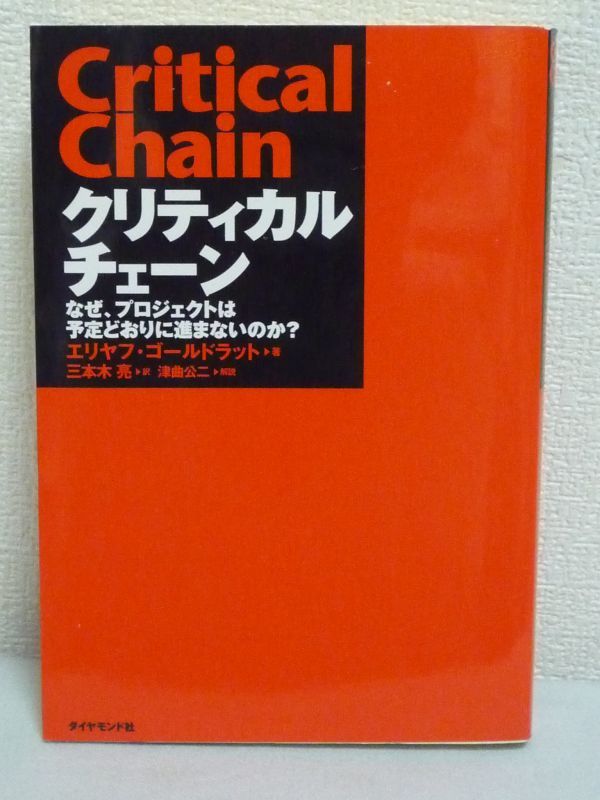 Critical
Chain
クリティカル
チェーン
なぜ、プロジェクトは
予定どおりに進まないのか?
エリヤフ・ゴールドラット▶著
三本木 亮▶訳 津曲公二▶解説
ダイヤモンド社